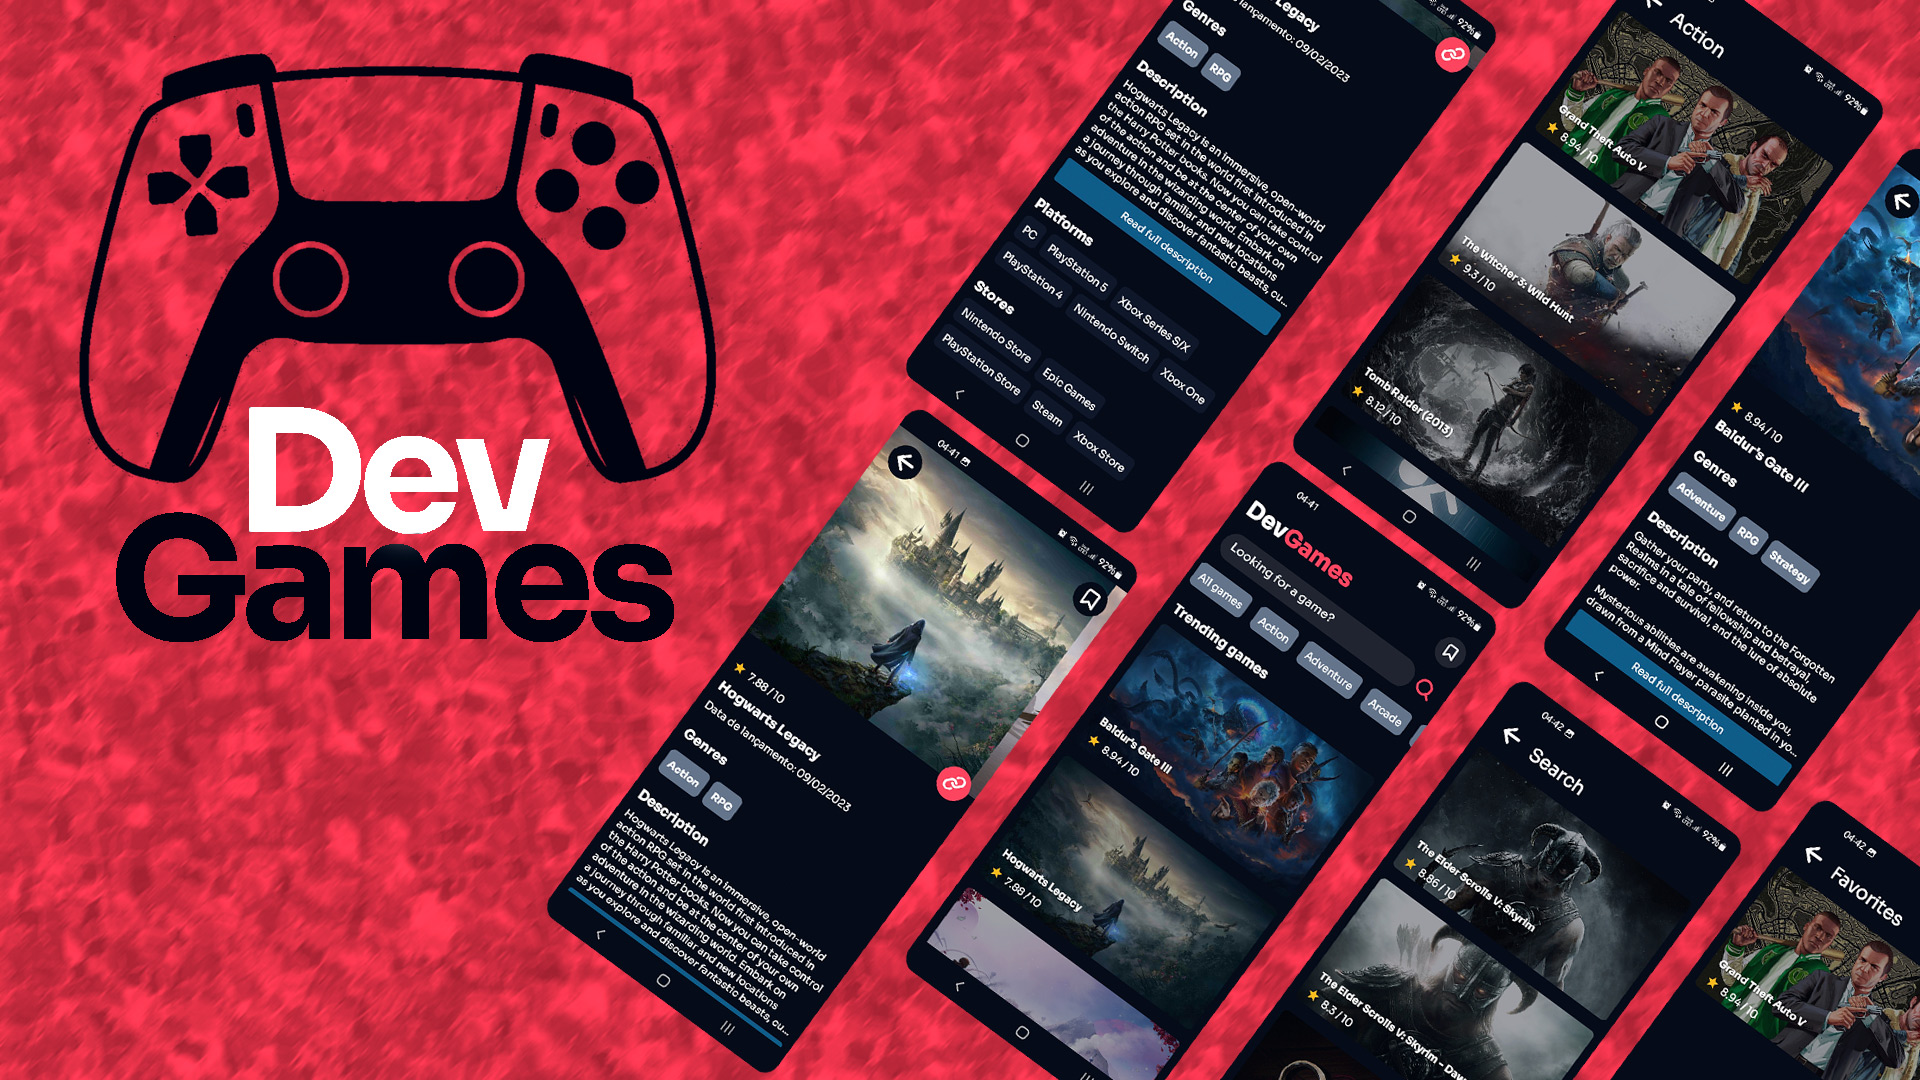 Dev
Games
Legacy
lançamento: 09/02/2023
92%
Genres
Action
RPG
Description
Hogwarts Legacy is an immersive, open-world
action RPG set in the world first introduced in
the Harry Potter books. Now you can take control
of the action and be at the center of your own
adventure in the wizarding world. Embark on
a journey through familiar and new locations
as you explore and discover fantastic beasts, cu...
Read full description
Platforms
PC
PlayStation 5
Xbox Series S/X
PlayStation 4
Nintendo Switch
Xbox One
Stores
Nintendo Store
Epic Games
Xbox Store
PlayStation Store
Steam
Action
92%
Grand Theft Auto V
8.94 / 10
The Witcher 3: Wild Hunt
9.3 / 10
Tomb Raider (2013)
8.12 / 10
8.94 / 10
Baldur's Gate III
Genres
Adventure
RPG
Strategy
Description
Gather your party, and return to the Forgotten
Realms in a tale of fellowship and betrayal,
sacrifice and survival, and the lure of absolute
power.
Mysterious abilities are awakening inside you,
drawn from a Mind Flayer parasite planted in yo...
Read full description
04:41
92%
7.88 / 10
Hogwarts Legacy
Data de lançamento: 09/02/2023
Genres
Action
RPG
Description
Hogwarts Legacy is an immersive, open-world
action RPG set in the world first introduced in
the Harry Potter books. Now you can take control
of the action and be at the center of your own
adventure in the wizarding world. Embark on
a journey through familiar and new locations
as you explore and discover fantastic beasts, cu...
04:41
92%
DevGames
Looking for a game?
All games
Action
Adventure
Arcade
Trending games
Baldur's Gate III
8.94 / 10
Hogwarts Legacy
7.88 / 10
04:42
92%
Search
The Elder Scrolls V: Skyrim
8.86 / 10
The Elder Scrolls V: Skyrim - Daw
8.3 / 10
04:42
Favorites
Grand Theft Auto V
8.94 / 10